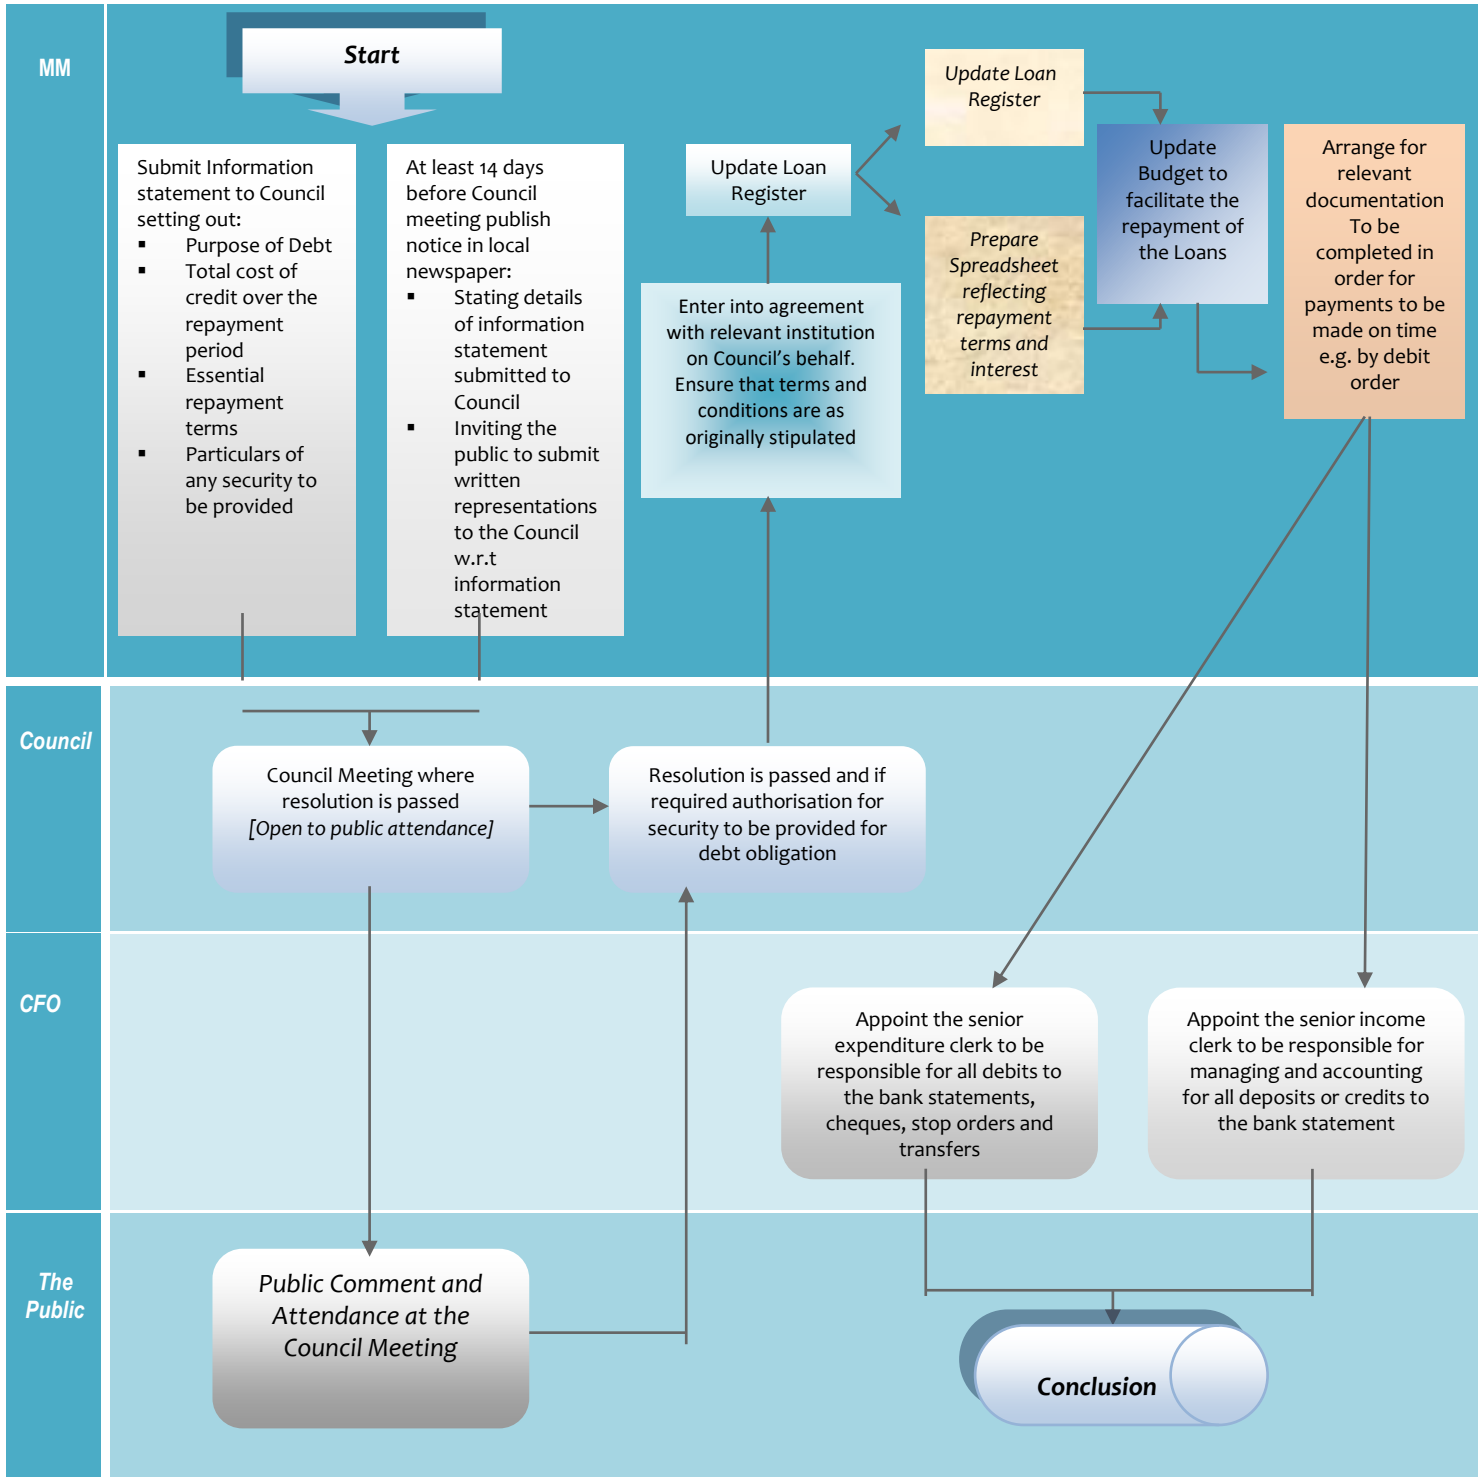 MM
Start
Submit Information
statement to Council
setting out:
▪ Purpose of Debt
▪ Total cost of
credit over the
repayment
period
▪ Essential
repayment
terms
▪ Particulars of
any security to
be provided
At least 14 days
before Council
meeting publish
notice in local
newspaper:
▪ Stating details
of information
statement
submitted to
Council
▪ Inviting the
public to submit
written
representations
to the Council
w.r.t
information
statement
Enter into agreement
with relevant institution
on Council’s behalf.
Ensure that terms and
conditions are as
originally stipulated
Update Loan
Register
Update Loan
Register
Prepare
Spreadsheet
reflecting
repayment
terms and
interest
Update
Budget to
facilitate the
repayment of
the Loans
Arrange for
relevant
documentation
To be
completed in
order for
payments to be
made on time
e.g. by debit
order
Council
Council Meeting where
resolution is passed
[Open to public attendance]
Resolution is passed and if
required authorisation for
security to be provided for
debt obligation
CFO
Appoint the senior
expenditure clerk to be
responsible for all debits to
the bank statements,
cheques, stop orders and
transfers
Appoint the senior income
clerk to be responsible for
managing and accounting
for all deposits or credits to
the bank statement
The
Public
Public Comment and
Attendance at the
Council Meeting
Conclusion